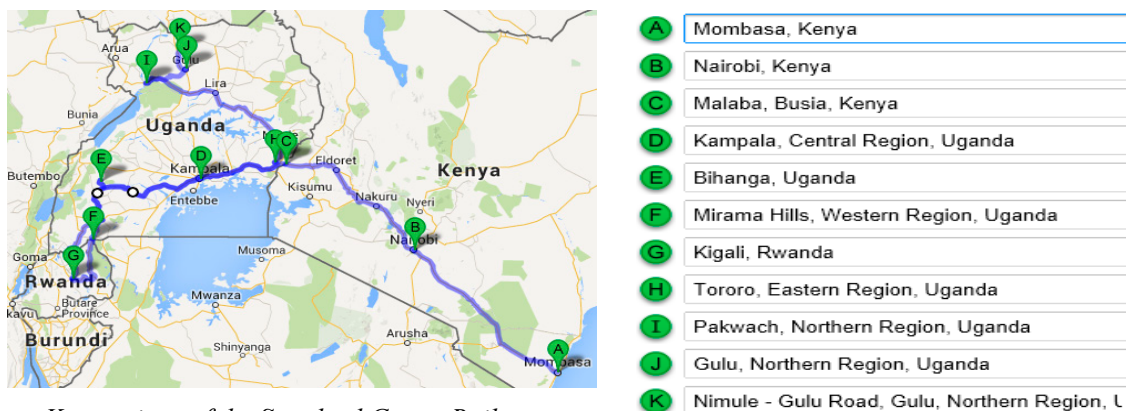 K
J
Arua
Gulu
I
Lira
Bunia
Uganda
H C
E
D
Eldoret
Kenya
Butembo
Kampala
Kisumu
Entebbe
Nakuru
Nyeri
F
B
Nairobi
Goma
G
Musoma
Rwanda
Butare
Province
Mwanza
Burundi
Arusha
Shinyanga
A
Mombasa
A Mombasa, Kenya
B Nairobi, Kenya
C Malaba, Busia, Kenya
D Kampala, Central Region, Uganda
E Bihanga, Uganda
F Mirama Hills, Western Region, Uganda
G Kigali, Rwanda
H Tororo, Eastern Region, Uganda
I Pakwach, Northern Region, Uganda
J Gulu, Northern Region, Uganda
K Nimule - Gulu Road, Gulu, Northern Region,